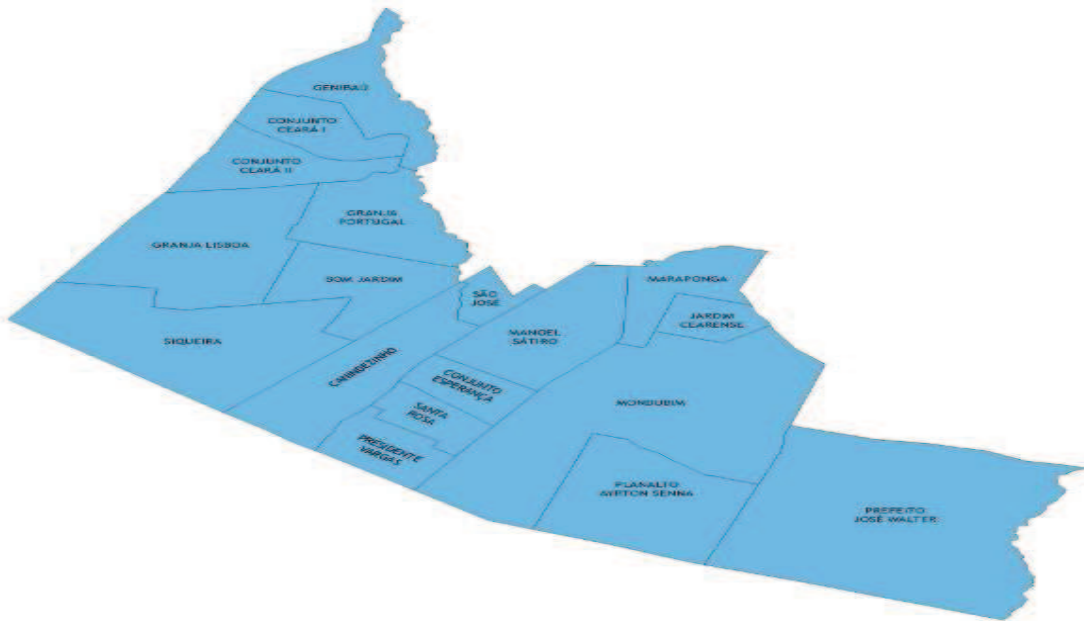 GENIBAÚ
CONJUNTO
CEARÁ I
CONJUNTO
CEARÁ II
GRANJA
PORTUGAL
GRANJA LISBOA
BOM JARDIM
SÃO
JOSÉ
MARAPONGA
JARDIM
CEARENSE
MANOEL
SÁTIRO
SIQUEIRA
CANINDEZINHO
CONJUNTO
ESPERANÇA
MONDUBIM
SANTA
ROSA
PRESIDENTE
VARGAS
PLANALTO
AYRTON SENNA
PREFEITO
JOSÉ WALTER